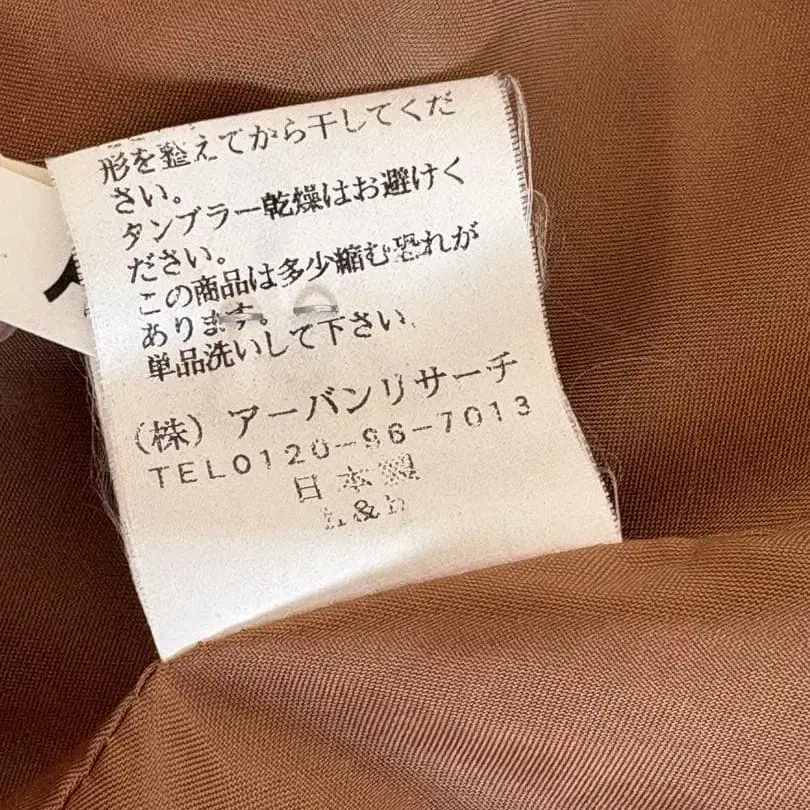 形を整えてから干してくだ
さい。
タンブラー乾燥はお避けく
ださい。
この商品は多少縮む恐れが
あります。
単品洗いして下さい。
(株) アーバンリサーチ
TEL0120-96-7013
日本製
h&h